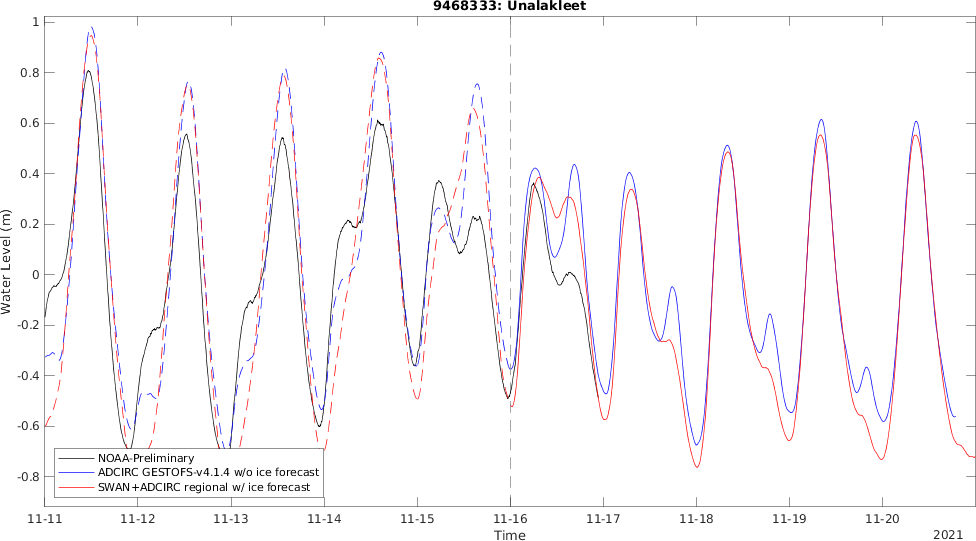 9468333: Unalakleet
Water Level (m)
1
0.8
0.6
0.4
0.2
0
-0.2
-0.4
-0.6
-0.8
NOAA-Preliminary
ADCIRC GESTOFS-v4.1.4 w/o ice forecast
SWAN+ADCIRC regional w/ ice forecast
11-11 11-12 11-13 11-14 11-15 11-16 11-17 11-18 11-19 11-20
Time
2021